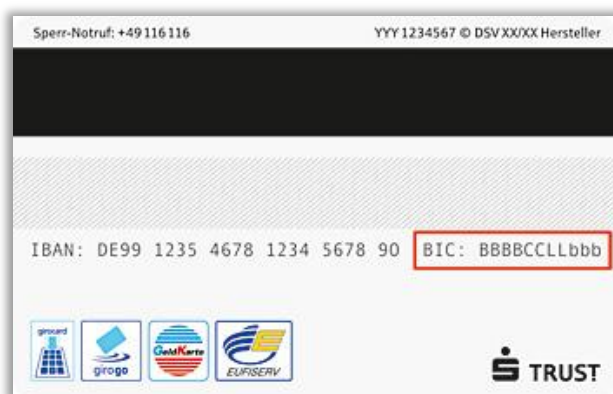 Sperr-Notruf: +49 116 116 YYY 1234567 © DSV XX/XX Hersteller
IBAN: DE99 1235 4678 1234 5678 90 BIC: BBBBCCLLbbb
girocard girogo GeldKarte EUFISERV
S TRUST